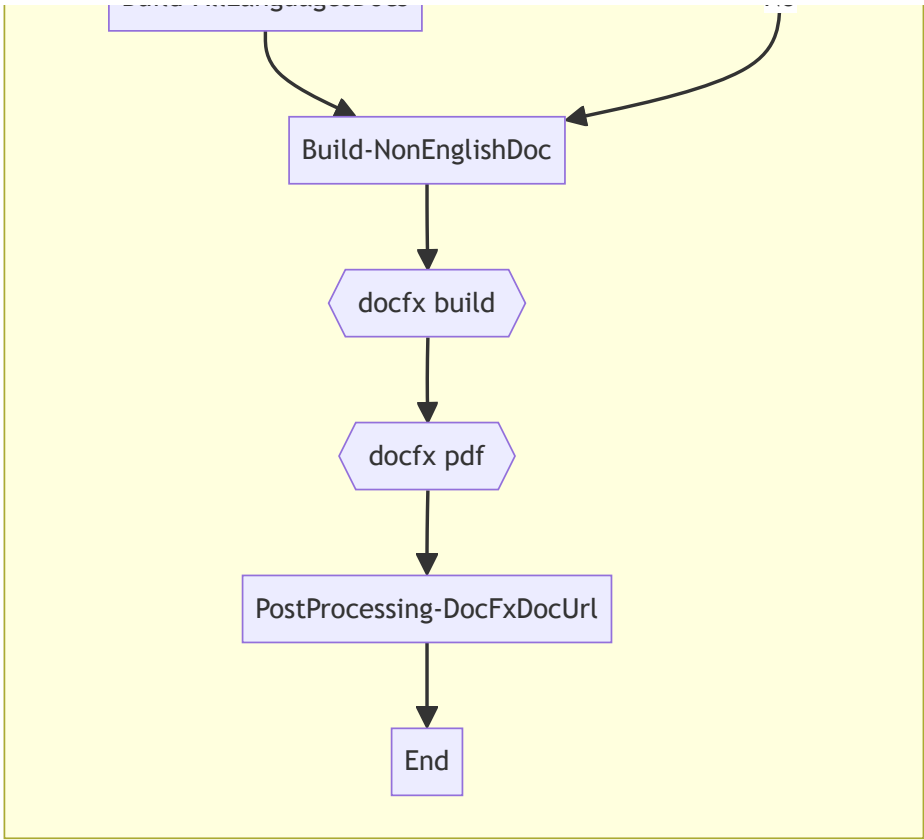 Build-NonEnglishDoc
docfx build
docfx pdf
PostProcessing-DocFxDocUrl
End